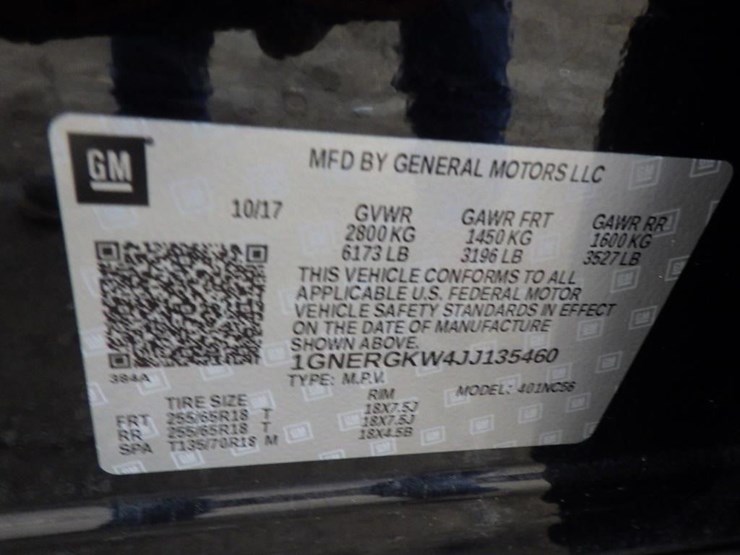 GM
MFD BY GENERAL MOTORS LLC
10/17
GVWR GAWR FRT GAWR RR
2800 KG 1450 KG 1600 KG
6173 LB 3196 LB 3527 LB
THIS VEHICLE CONFORMS TO ALL
APPLICABLE U.S. FEDERAL MOTOR
VEHICLE SAFETY STANDARDS IN EFFECT
ON THE DATE OF MANUFACTURE
SHOWN ABOVE.
1GNERGKW4JJ135460
384A TYPE: M.P.V. MODEL: 401NC56
TIRE SIZE RIM
FRT 255/65R18 T 18X7.5J
RR 255/65R18 T 18X7.5J
SPA T135/70R18 M 18X4.5B